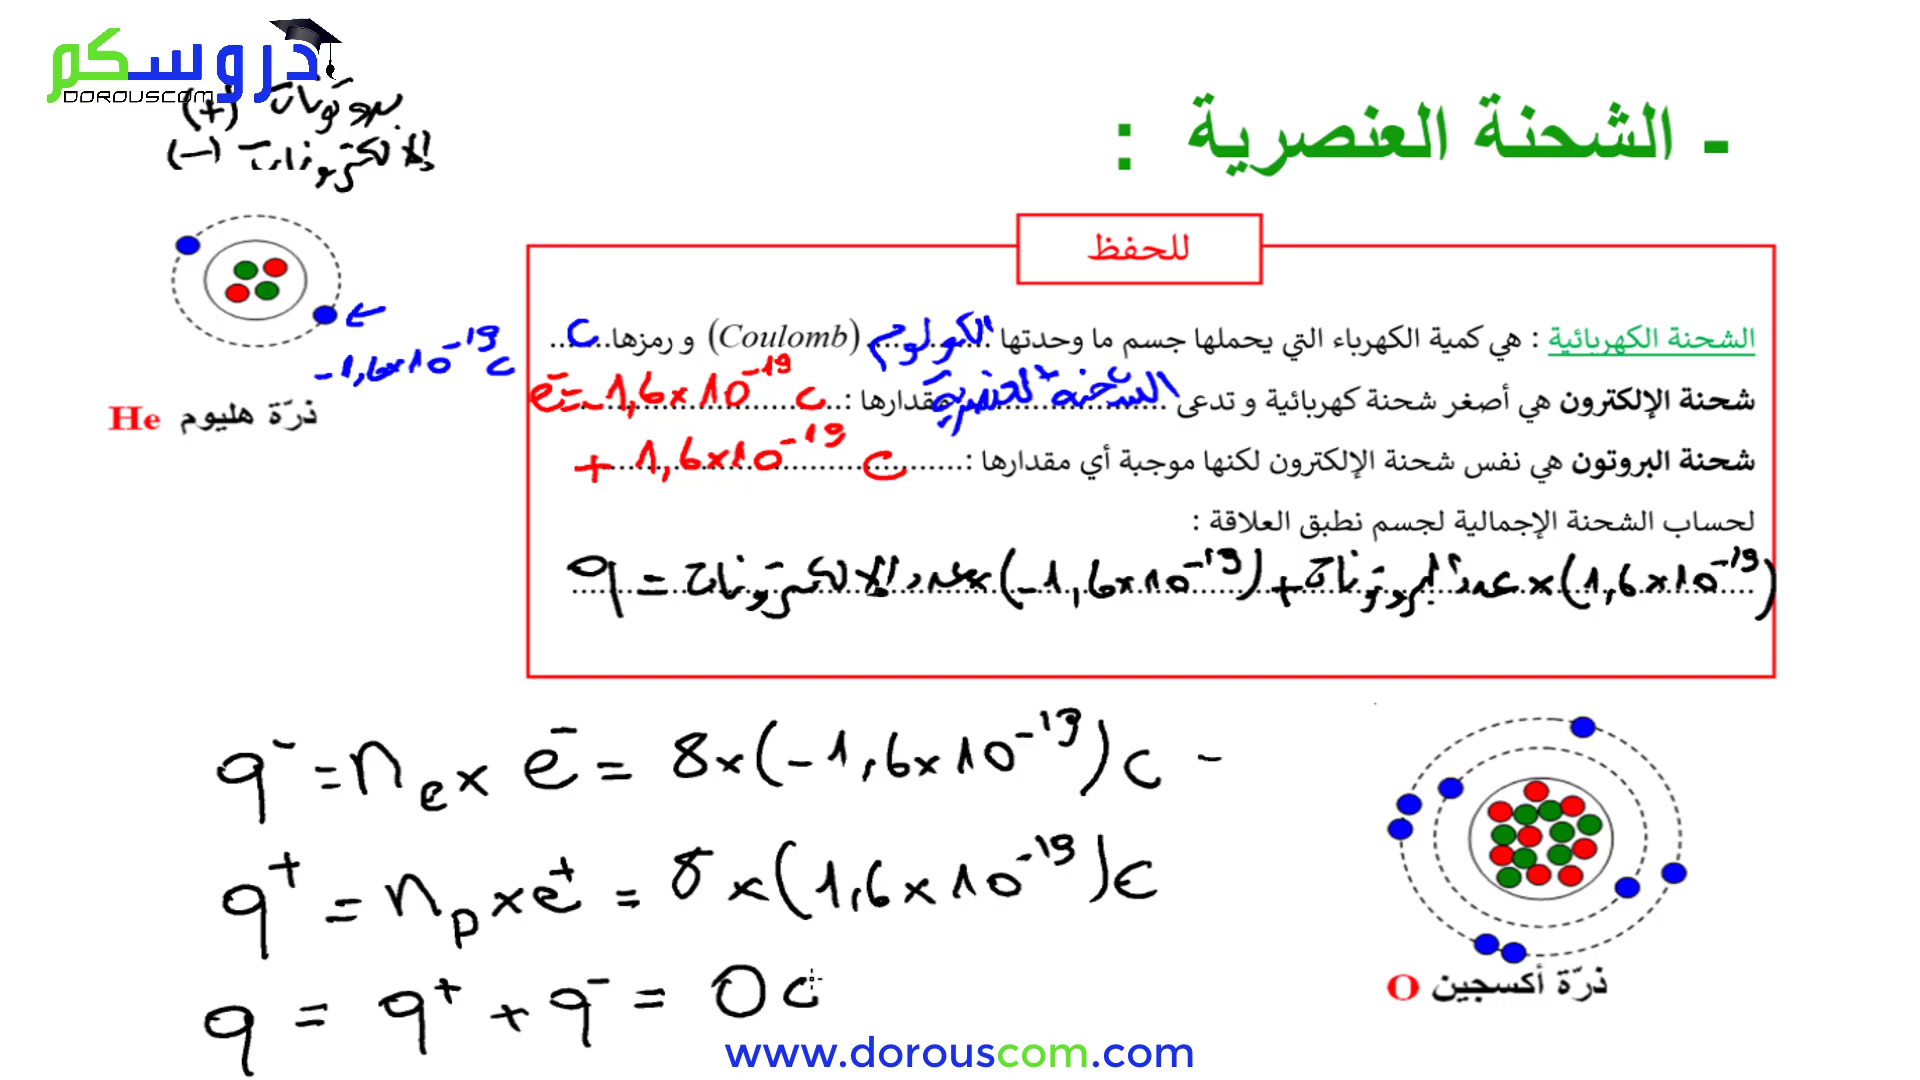 دروسكم
DOROUSCOM
بروتونات (+)
الالكترونات (-)
- الشحنة العنصرية :
للحفظ
الشحنة الكهربائية : هي كمية الكهرباء التي يحملها جسم ما وحدتها الكولوم (Coulomb) و رمزها C
شحنة الإلكترون هي أصغر شحنة كهربائية و تدعى الشحنة العنصرية مقدارها : e⁻=-1,6×10⁻¹⁹ C
شحنة البروتون هي نفس شحنة الإلكترون لكنها موجبة أي مقدارها : + 1,6×10⁻¹⁹ C
لحساب الشحنة الإجمالية لجسم نطبق العلاقة :
q = عدد الالكترونات×(-1,6×10⁻¹⁹)+عدد البروتونات×(1,6×10⁻¹⁹)
-1,6×10⁻¹⁹ C
ذرّة هليوم He
q⁻=nₑ× e⁻= 8×(-1,6×10⁻¹⁹) C -
q⁺ = nₚ×e⁺ = 8×(1,6×10⁻¹⁹)C
q = q⁺ + q⁻ = 0 C
ذرّة أكسجين O
www.dorouscom.com